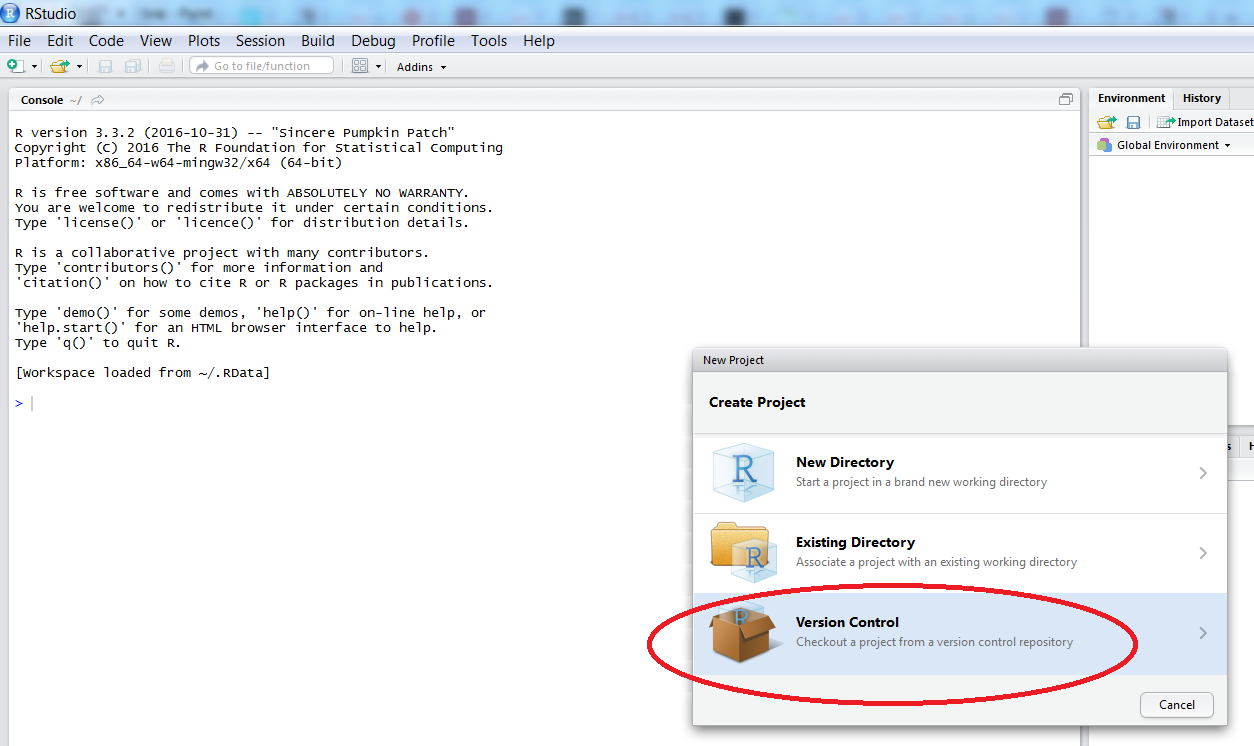 RStudio
File Edit Code View Plots Session Build Debug Profile Tools Help
Go to file/function Addins
Console ~/
Environment History
Import Dataset
Global Environment
R version 3.3.2 (2016-10-31) -- "Sincere Pumpkin Patch"
Copyright (C) 2016 The R Foundation for Statistical Computing
Platform: x86_64-w64-mingw32/x64 (64-bit)
R is free software and comes with ABSOLUTELY NO WARRANTY.
You are welcome to redistribute it under certain conditions.
Type 'license()' or 'licence()' for distribution details.
R is a collaborative project with many contributors.
Type 'contributors()' for more information and
'citation()' on how to cite R or R packages in publications.
Type 'demo()' for some demos, 'help()' for on-line help, or
'help.start()' for an HTML browser interface to help.
Type 'q()' to quit R.
[Workspace loaded from ~/.RData]
>
New Project
Create Project
New Directory
Start a project in a brand new working directory
Existing Directory
Associate a project with an existing working directory
Version Control
Checkout a project from a version control repository
Cancel